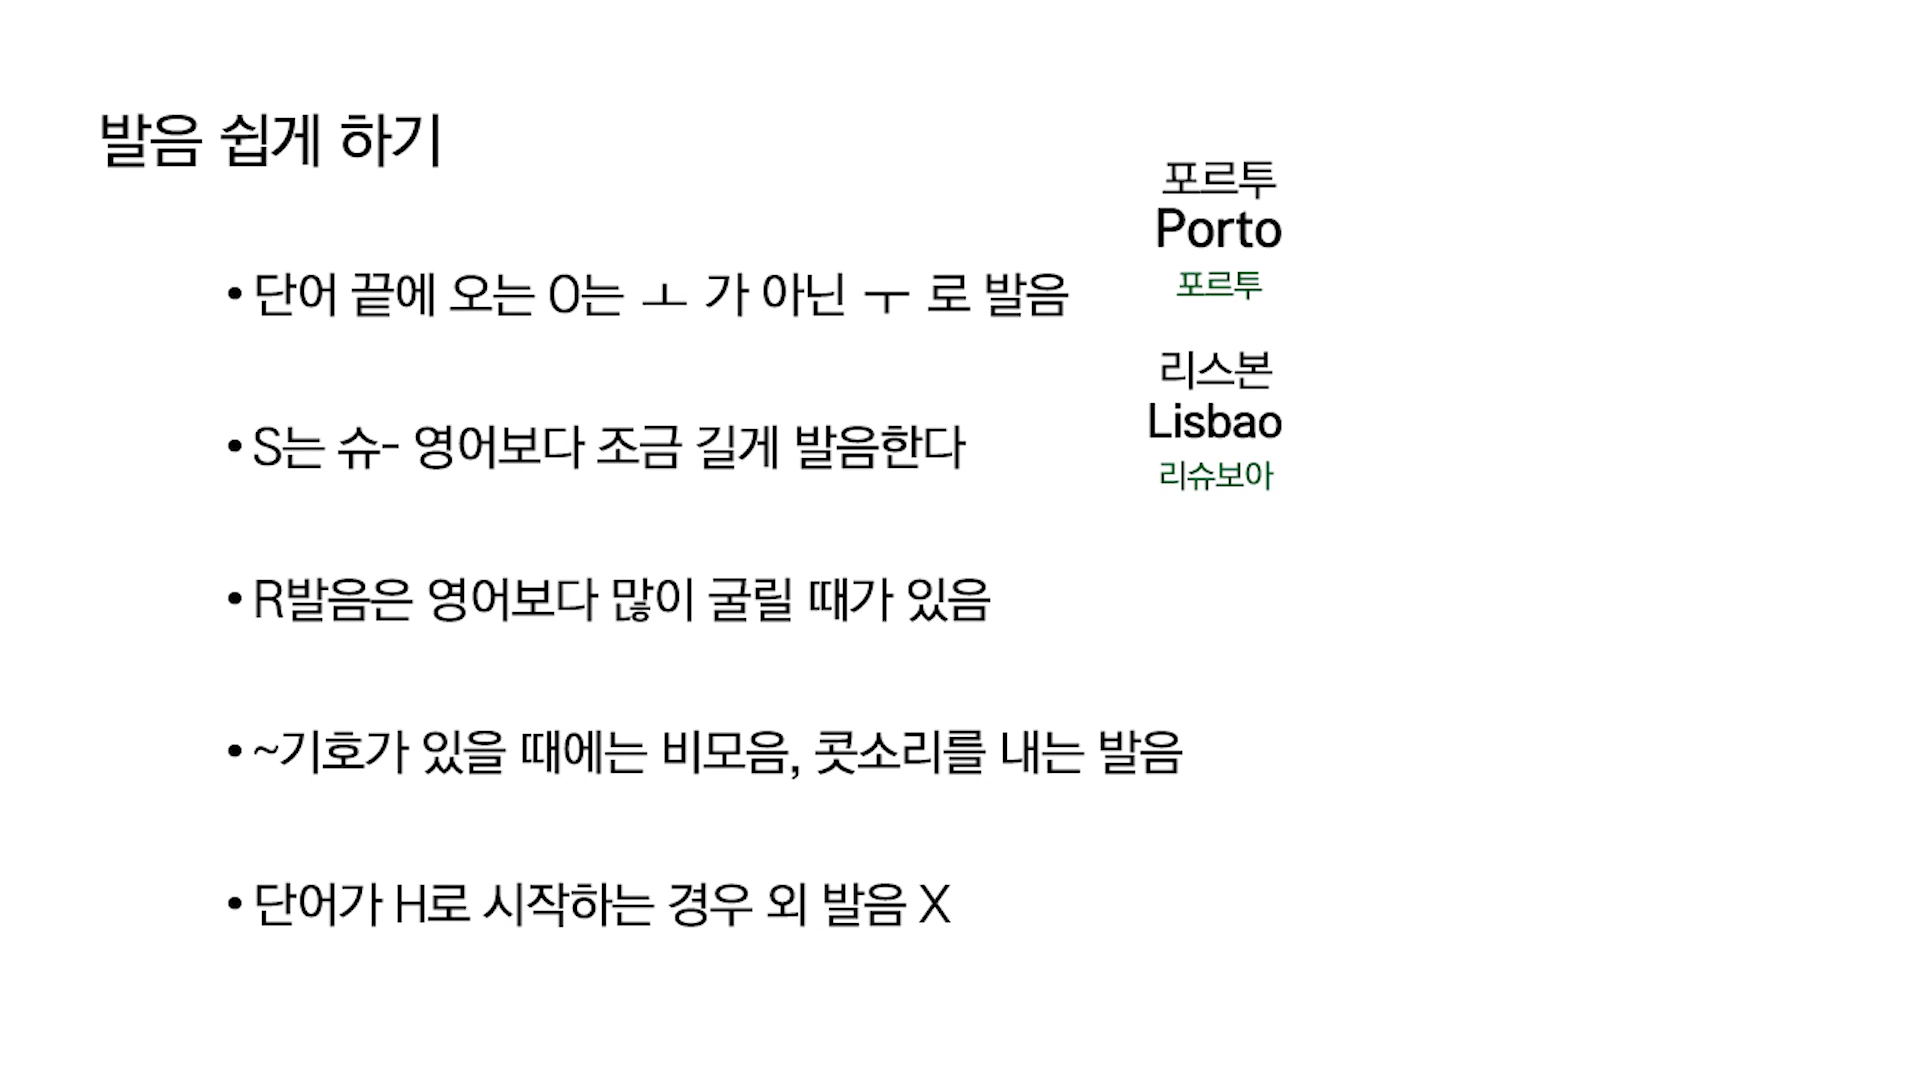 발음 쉽게 하기
• 단어 끝에 오는 O는 ㅗ 가 아닌 ㅜ 로 발음
포르투
Porto
포르투
• S는 슈- 영어보다 조금 길게 발음한다
리스본
Lisbao
리슈보아
• R발음은 영어보다 많이 굴릴 때가 있음
• ~기호가 있을 때에는 비모음, 콧소리를 내는 발음
• 단어가 H로 시작하는 경우 외 발음 X